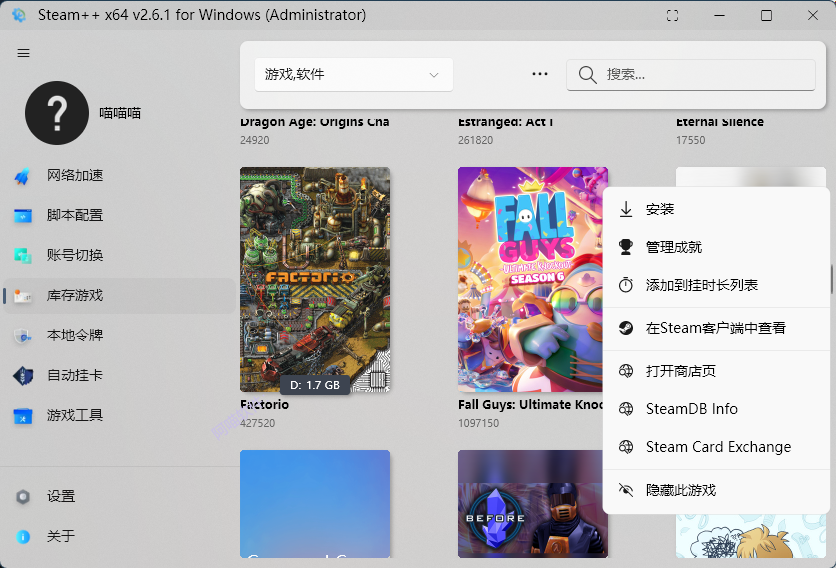 Steam++ x64 v2.6.1 for Windows (Administrator)
游戏,软件
搜索...
?
喵喵喵
网络加速
脚本配置
账号切换
库存游戏
本地令牌
自动挂卡
游戏工具
设置
关于
Dragon Age: Origins Cha
24920
Estranged: Act I
261820
Eternal Silence
17550
FACTORIO
D: 1.7 GB
Factorio
427520
FALL GUYS
ULTIMATE KNOCKOUT
SEASON 6
Fall Guys: Ultimate Knoc
1097150
BEFORE
安装
管理成就
添加到挂时长列表
在Steam客户端中查看
打开商店页
SteamDB Info
Steam Card Exchange
隐藏此游戏